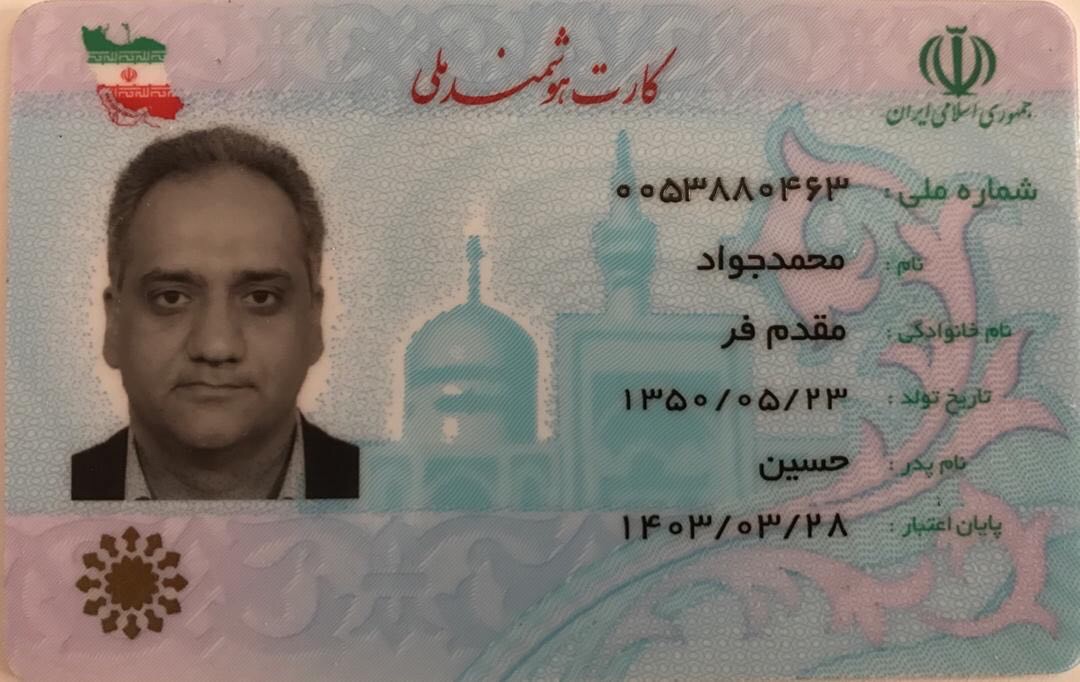 کارت هوشمند ملی
جمهوری اسلامی ایران
شماره ملی : ۰۰۵۳۸۸۰۴۶۳
نام : محمدجواد
نام خانوادگی : مقدم فر
تاریخ تولد : ۱۳۵۰/۰۵/۲۳
نام پدر : حسین
پایان اعتبار : ۱۴۰۳/۰۳/۲۸